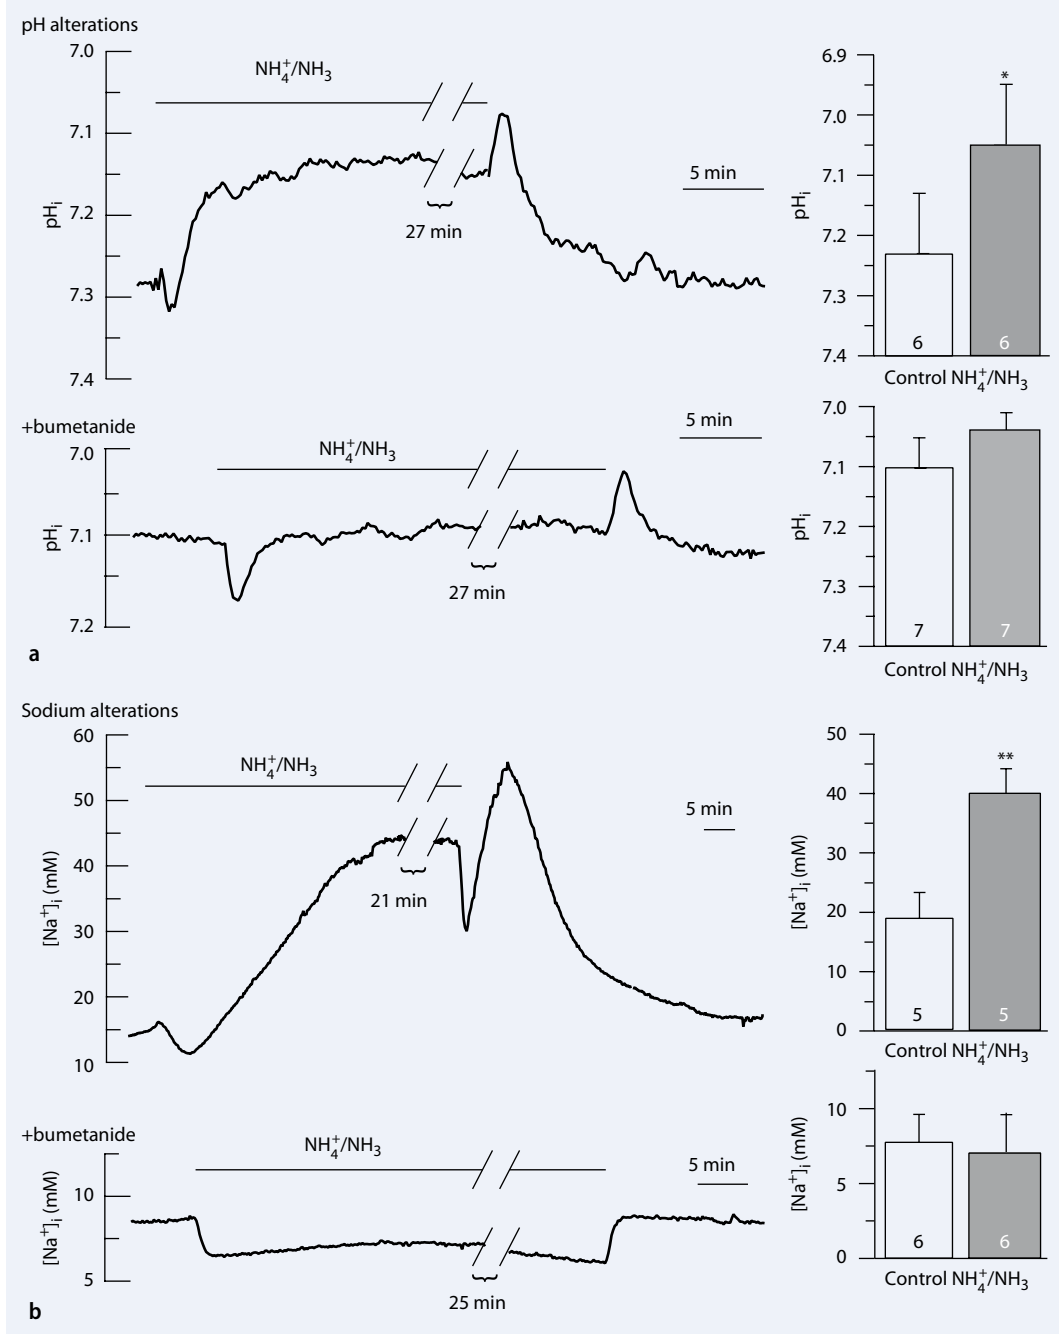 pH alterations
7.0
7.1
7.2
7.3
7.4
pHi
NH4+/NH3
27 min
5 min
6.9
7.0
7.1
7.2
7.3
7.4
pHi
*
6
6
Control NH4+/NH3
+bumetanide
7.0
7.1
7.2
pHi
NH4+/NH3
27 min
5 min
7.0
7.1
7.2
7.3
7.4
pHi
7
7
Control NH4+/NH3
a
Sodium alterations
60
50
40
30
20
10
[Na+]i (mM)
NH4+/NH3
21 min
5 min
50
40
30
20
10
0
[Na+]i (mM)
**
5
5
Control NH4+/NH3
+bumetanide
10
5
[Na+]i (mM)
NH4+/NH3
25 min
5 min
10
5
0
[Na+]i (mM)
6
6
Control NH4+/NH3
b